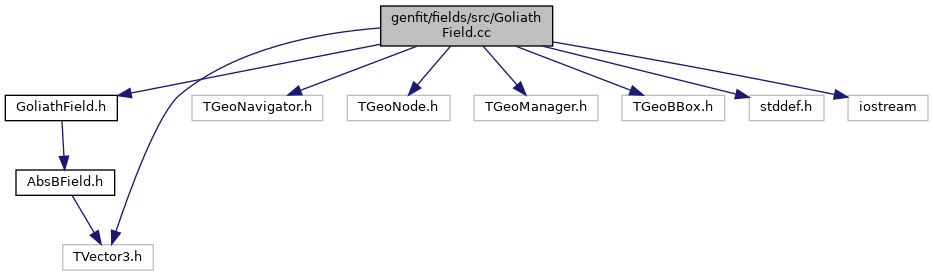 genfit/fields/src/Goliath
Field.cc
GoliathField.h
TGeoNavigator.h
TGeoNode.h
TGeoManager.h
TGeoBBox.h
stddef.h
iostream
AbsBField.h
TVector3.h